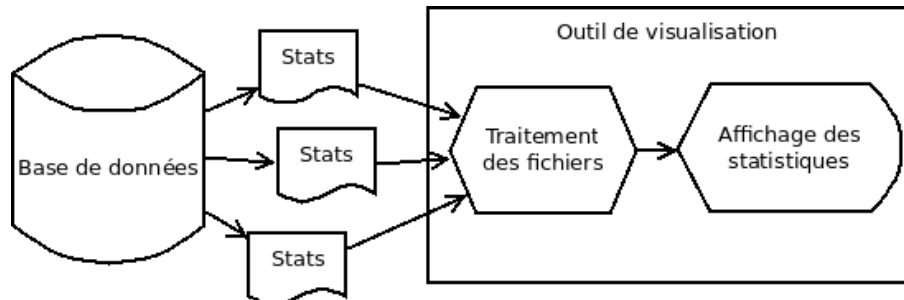 Outil de visualisation
Stats
Base de données
Stats
Stats
Traitement
des fichiers
Affichage des
statistiques